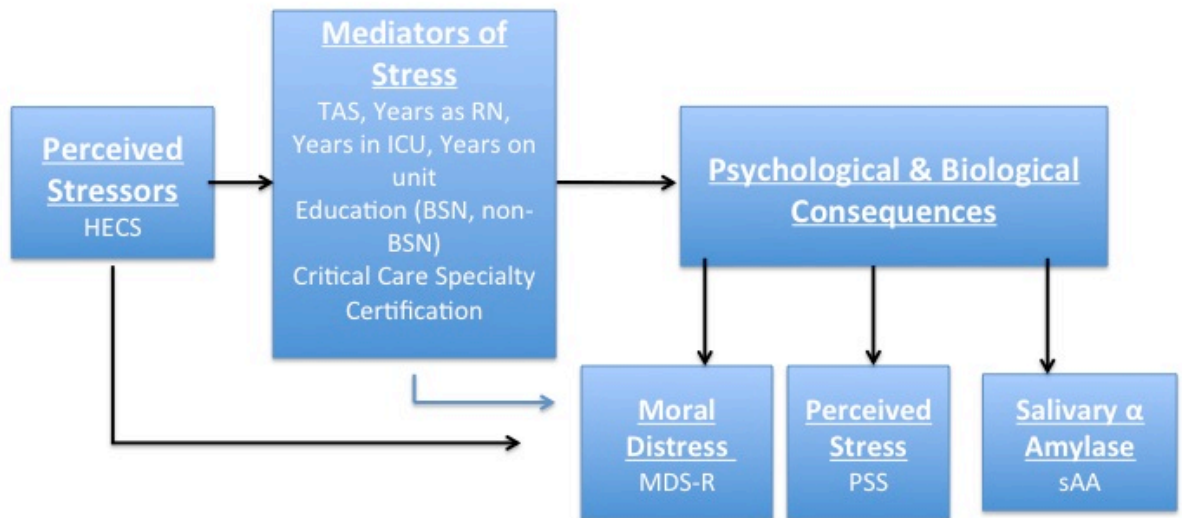 Perceived
Stressors
HECS
Mediators of
Stress
TAS, Years as RN,
Years in ICU, Years on
unit
Education (BSN, non-
BSN)
Critical Care Specialty
Certification
Psychological & Biological
Consequences
Moral
Distress
MDS-R
Perceived
Stress
PSS
Salivary α
Amylase
sAA